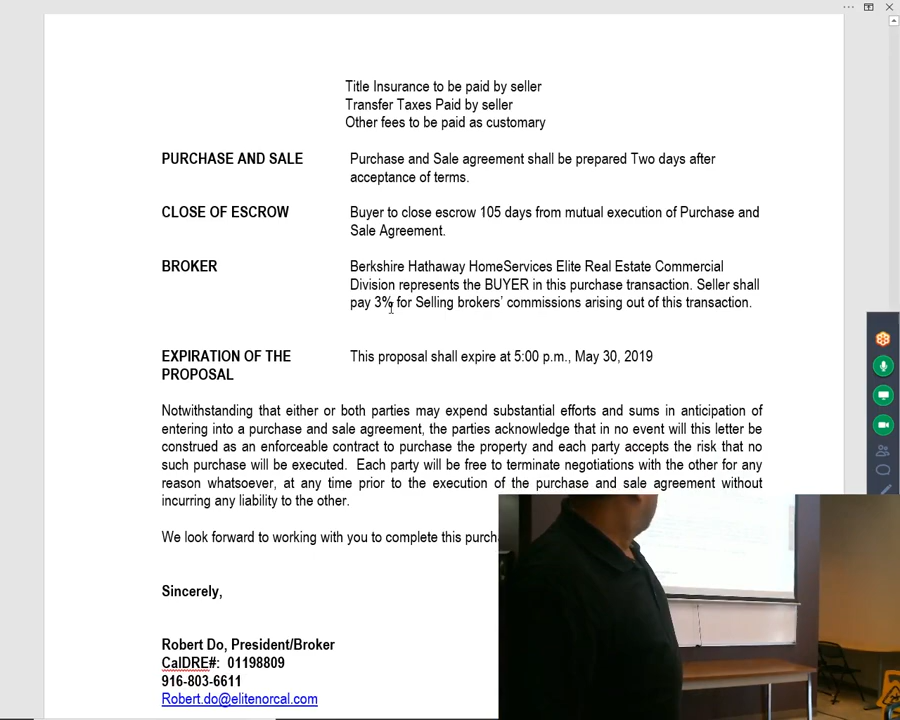 Title Insurance to be paid by seller
Transfer Taxes Paid by seller
Other fees to be paid as customary
PURCHASE AND SALE
Purchase and Sale agreement shall be prepared Two days after
acceptance of terms.
CLOSE OF ESCROW
Buyer to close escrow 105 days from mutual execution of Purchase and
Sale Agreement.
BROKER
Berkshire Hathaway HomeServices Elite Real Estate Commercial
Division represents the BUYER in this purchase transaction. Seller shall
pay 3% for Selling brokers’ commissions arising out of this transaction.
EXPIRATION OF THE
PROPOSAL
This proposal shall expire at 5:00 p.m., May 30, 2019
Notwithstanding that either or both parties may expend substantial efforts and sums in anticipation of
entering into a purchase and sale agreement, the parties acknowledge that in no event will this letter be
construed as an enforceable contract to purchase the property and each party accepts the risk that no
such purchase will be executed. Each party will be free to terminate negotiations with the other for any
reason whatsoever, at any time prior to the execution of the purchase and sale agreement without
incurring any liability to the other.
We look forward to working with you to complete this
Sincerely,
Robert Do, President/Broker
CalDRE#: 01198809
916-803-6611
Robert.do@elitenorcal.com